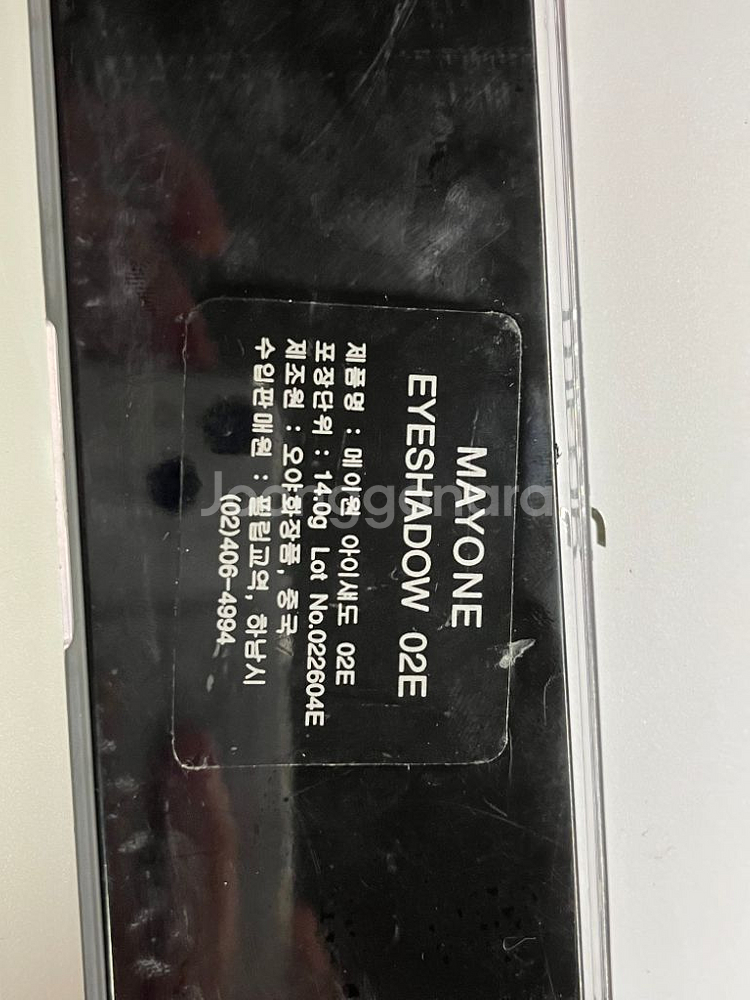 MAYONE
EYESHADOW 02E
제품명 : 메이원 아이섀도 02E
포장단위 : 14.0g Lot No.022604E
제조원 : 오야화장품, 중국
수입판매원 : 필립교역, 하남시
(02)406-4994
Joonggonara